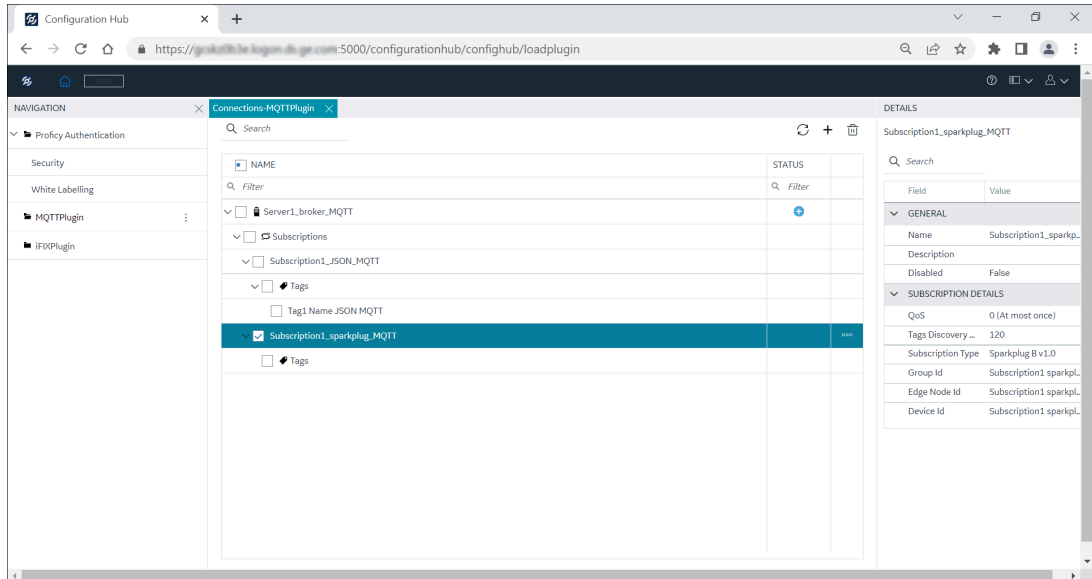 Configuration Hub
https:// :5000/configurationhub/confighub/loadplugin
NAVIGATION
Proficy Authentication
Security
White Labelling
MQTTPlugin
iFIXPlugin
Connections-MQTTPlugin
Search
NAME STATUS
Filter Filter
Server1_broker_MQTT
Subscriptions
Subscription1_JSON_MQTT
Tags
Tag1 Name JSON MQTT
Subscription1_sparkplug_MQTT
Tags
DETAILS
Subscription1_sparkplug_MQTT
Search
Field Value
GENERAL
Name Subscription1_sparkp...
Description
Disabled False
SUBSCRIPTION DETAILS
QoS 0 (At most once)
Tags Discovery ... 120
Subscription Type Sparkplug B v1.0
Group Id Subscription1 sparkpl...
Edge Node Id Subscription1 sparkpl...
Device Id Subscription1 sparkpl...